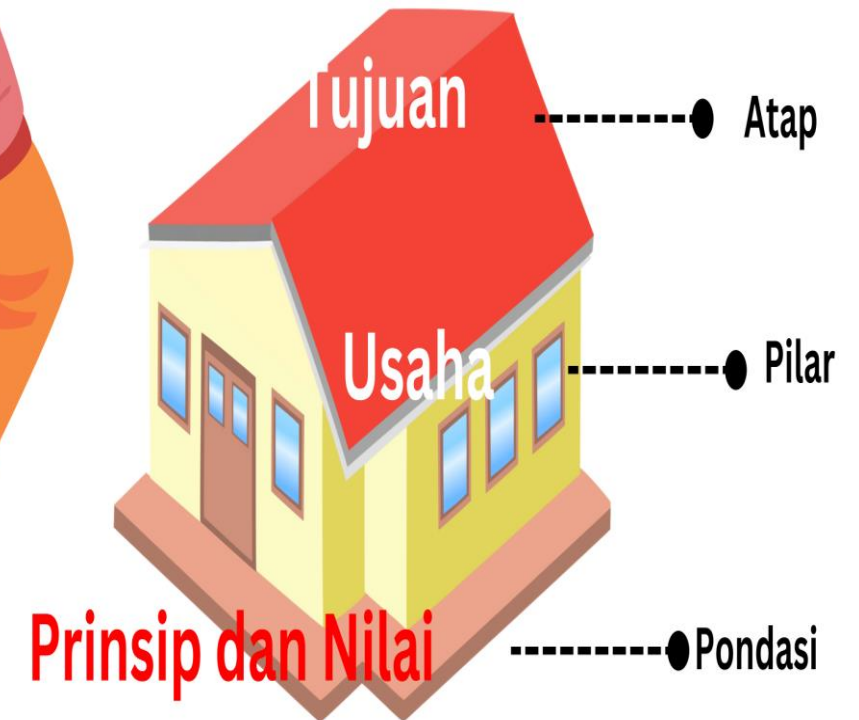 Tujuan
Atap
Usaha
Pilar
Prinsip dan Nilai
Pondasi